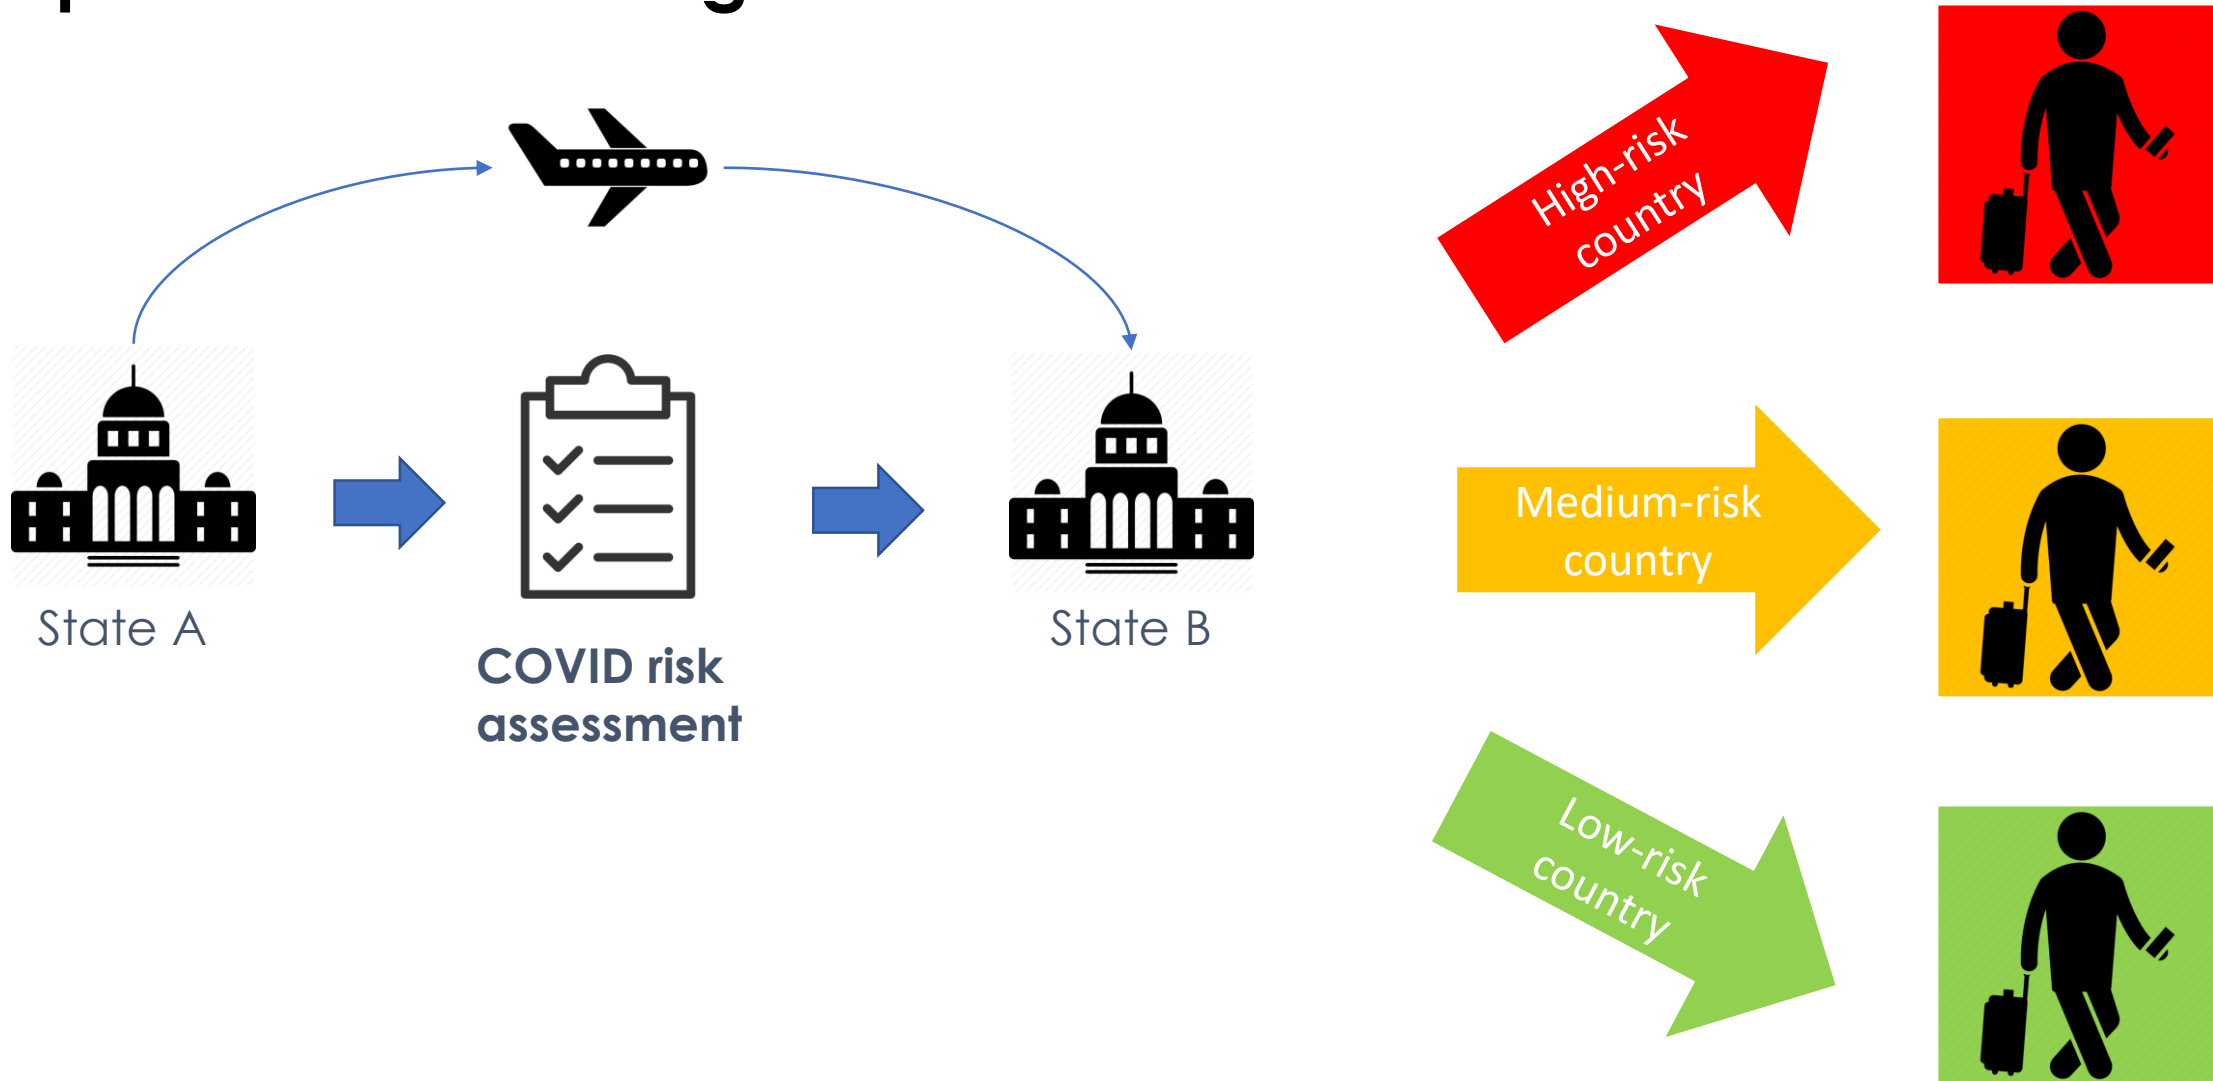 State A
COVID risk
assessment
State B
High-risk
country
Medium-risk
country
Low-risk
country